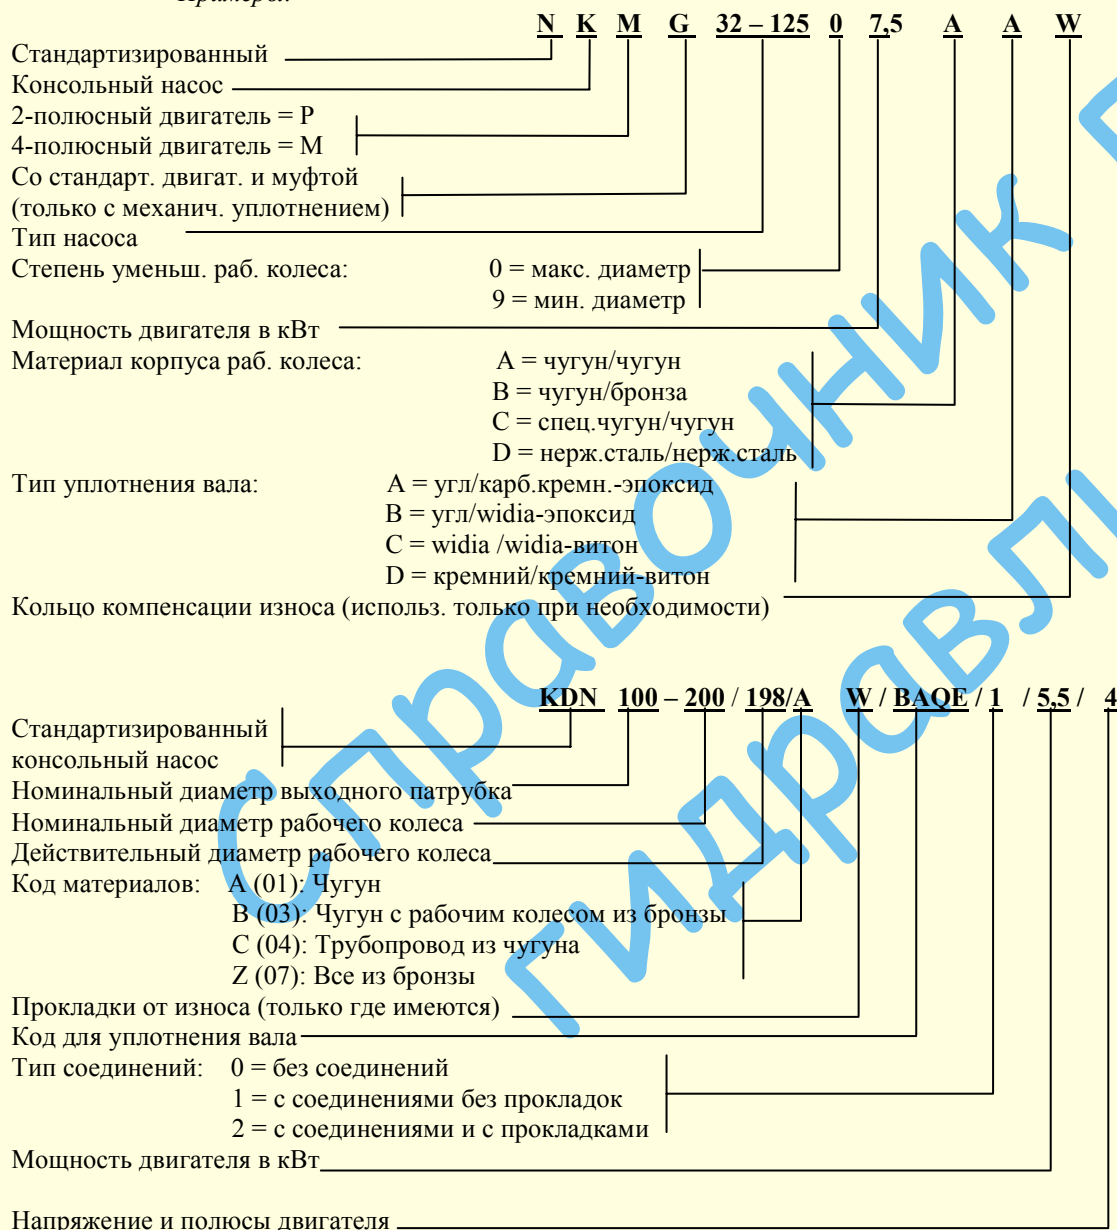 Примеры:
N K M G 32 – 125 0 7,5 A A W
Стандартизированный
Консольный насос
2-полюсный двигатель = P
4-полюсный двигатель = M
Со стандарт. двигат. и муфтой
(только с механич. уплотнением)
Тип насоса
Степень уменьш. раб. колеса: 0 = макс. диаметр
9 = мин. диаметр
Мощность двигателя в кВт
Материал корпуса раб. колеса: A = чугун/чугун
B = чугун/бронза
C = спец.чугун/чугун
D = нерж.сталь/нерж.сталь
Тип уплотнения вала: A = угл/карб.кремн.-эпоксид
B = угл/widia-эпоксид
C = widia /widia-витон
D = кремний/кремний-витон
Кольцо компенсации износа (использ. только при необходимости)
KDN 100 – 200 / 198/A W / BAQE / 1 / 5,5 / 4
Стандартизированный
консольный насос
Номинальный диаметр выходного патрубка
Номинальный диаметр рабочего колеса
Действительный диаметр рабочего колеса
Код материалов: A (01): Чугун
B (03): Чугун с рабочим колесом из бронзы
C (04): Трубопровод из чугуна
Z (07): Все из бронзы
Прокладки от износа (только где имеются)
Код для уплотнения вала
Тип соединений: 0 = без соединений
1 = с соединениями без прокладок
2 = с соединениями и с прокладками
Мощность двигателя в кВт
Напряжение и полюсы двигателя
Справочник
гидравл